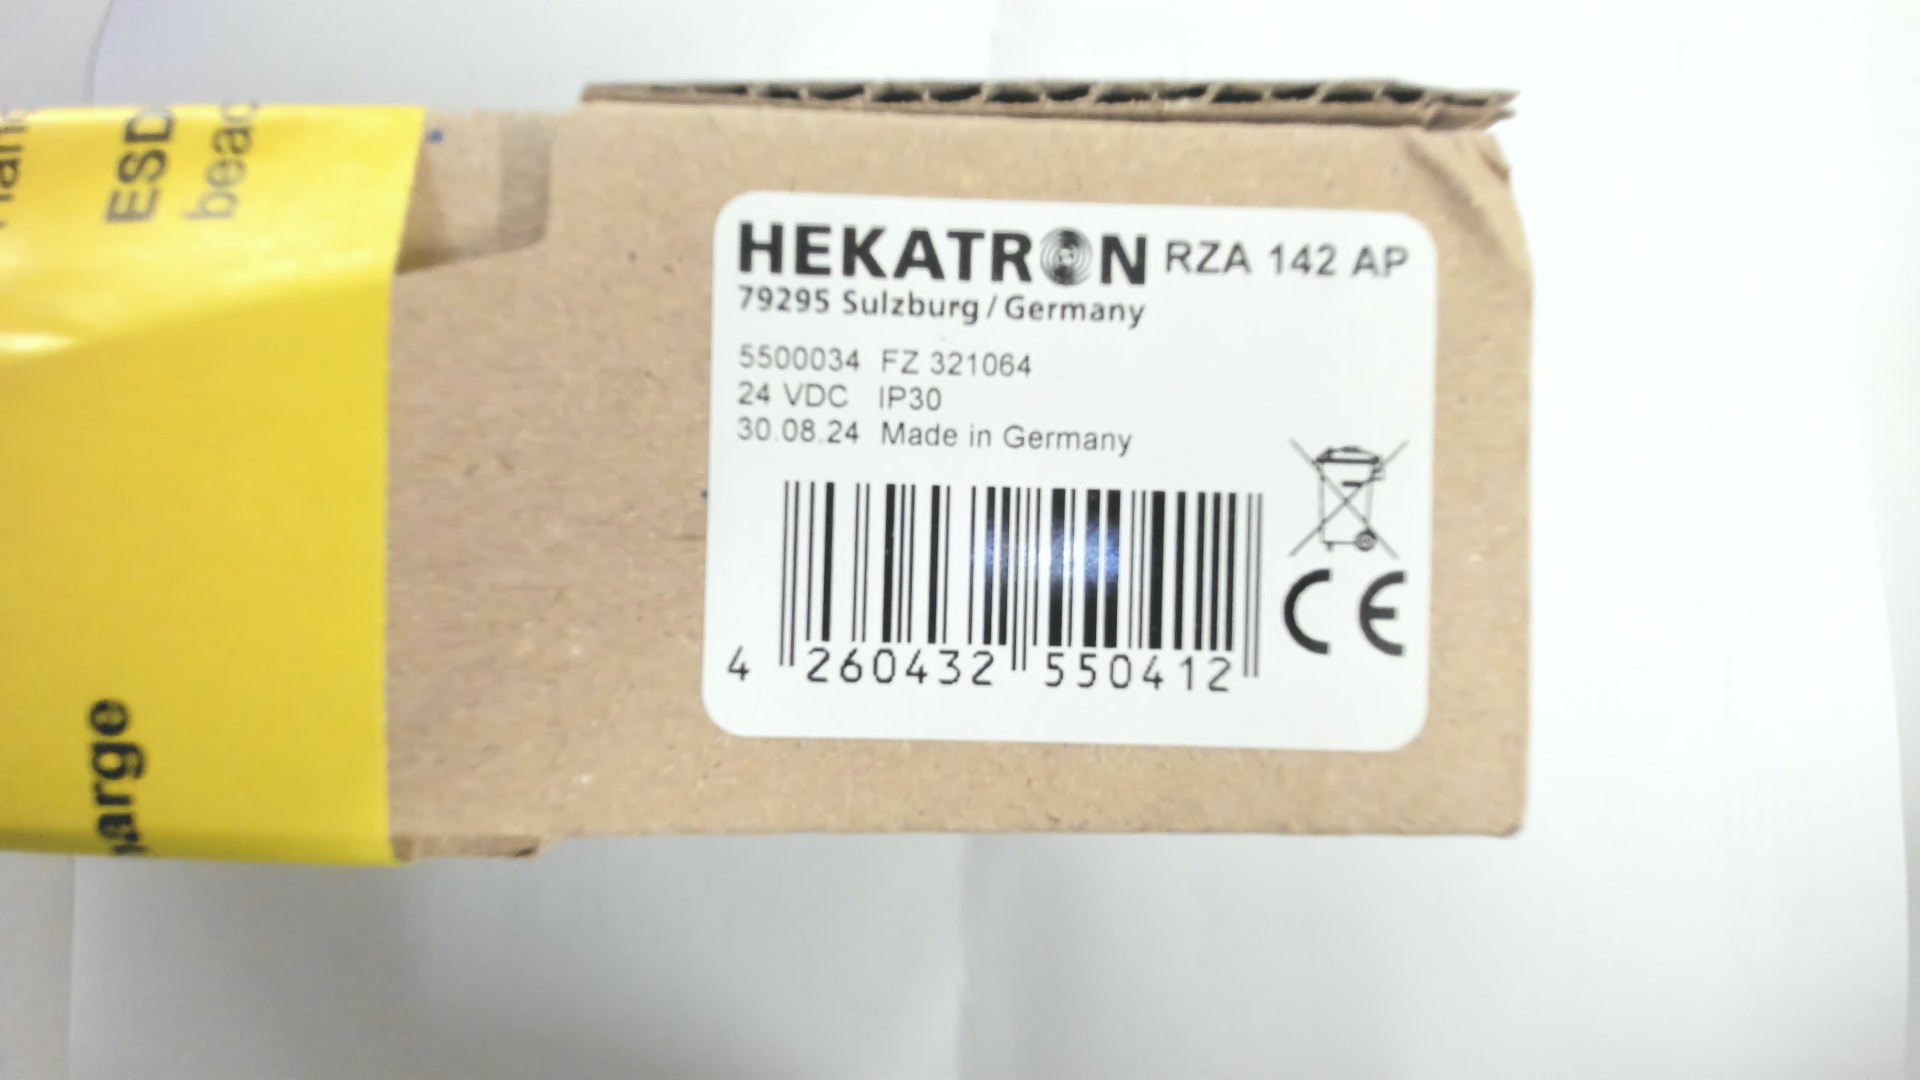 ESD
HEKATRON RZA 142 AP
79295 Sulzburg / Germany
5500034 FZ 321064
24 VDC IP30
30.08.24 Made in Germany
CE
4 260432 550412